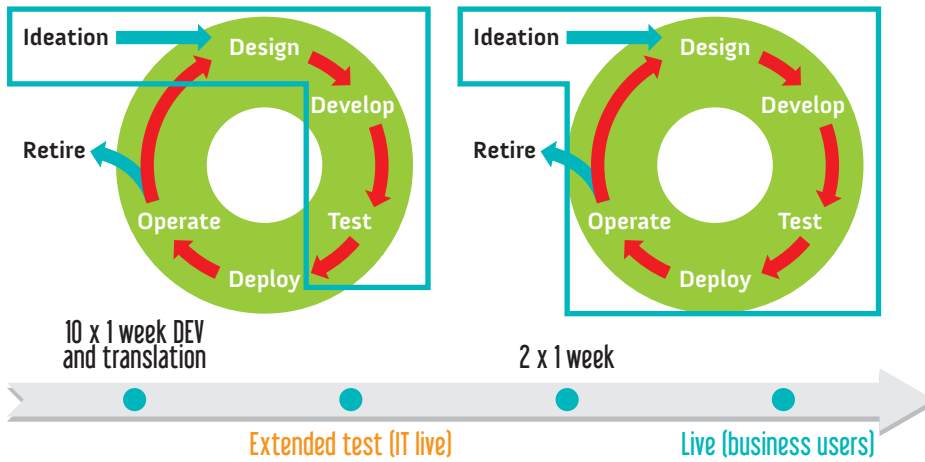 Ideation
Design
Develop
Retire
Operate
Test
Deploy
Ideation
Design
Develop
Retire
Operate
Test
Deploy
10 x 1 week DEV
and translation
2 x 1 week
Extended test (IT live)
Live (business users)